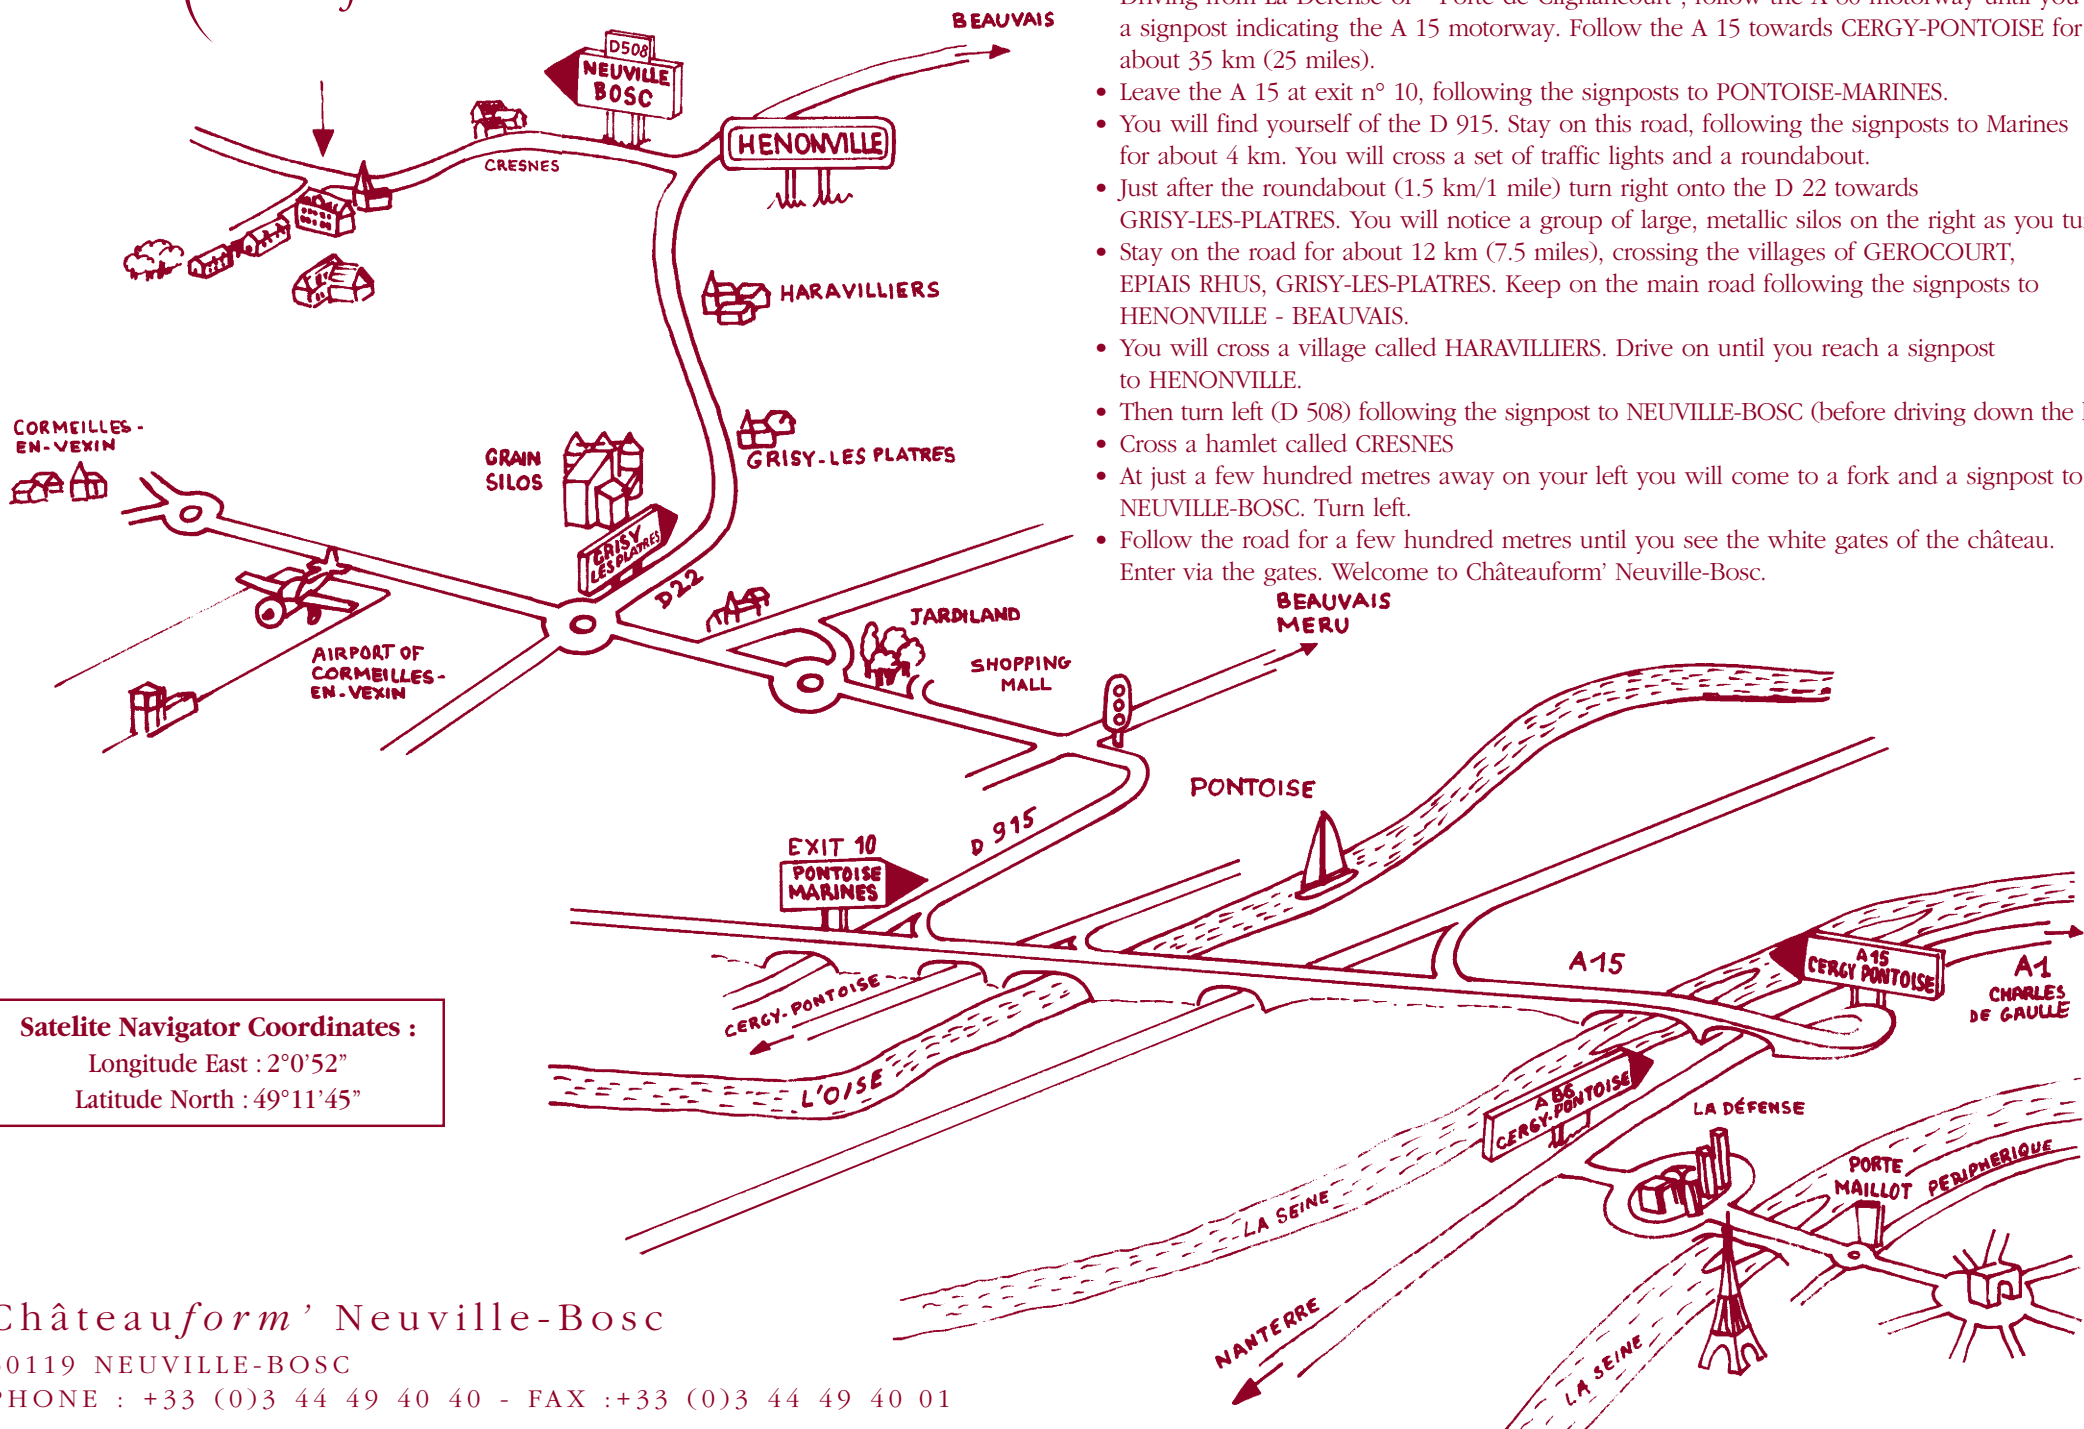 a signpost indicating the A 15 motorway. Follow the A 15 towards CERGY-PONTOISE for
about 35 km (25 miles).
• Leave the A 15 at exit n° 10, following the signposts to PONTOISE-MARINES.
• You will find yourself of the D 915. Stay on this road, following the signposts to Marines
for about 4 km. You will cross a set of traffic lights and a roundabout.
• Just after the roundabout (1.5 km/1 mile) turn right onto the D 22 towards
GRISY-LES-PLATRES. You will notice a group of large, metallic silos on the right as you
• Stay on the road for about 12 km (7.5 miles), crossing the villages of GEROCOURT,
EPIAIS RHUS, GRISY-LES-PLATRES. Keep on the main road following the signposts to
HENONVILLE - BEAUVAIS.
• You will cross a village called HARAVILLIERS. Drive on until you reach a signpost
to HENONVILLE.
• Then turn left (D 508) following the signpost to NEUVILLE-BOSC (before driving down the
• Cross a hamlet called CRESNES
• At just a few hundred metres away on your left you will come to a fork and a signpost to
NEUVILLE-BOSC. Turn left.
• Follow the road for a few hundred metres until you see the white gates of the château.
Enter via the gates. Welcome to Châteauform' Neuville-Bosc.
BEAUVAIS
D508
NEUVILLE
BOSC
HENONVILLE
CRESNES
HARAVILLIERS
CORMEILLES-
EN-VEXIN
GRAIN
SILOS
GRISY-LES PLATRES
GRISY
LES PLATRES
D22
AIRPORT OF
CORMEILLES-
EN-VEXIN
JARDILAND
SHOPPING
MALL
BEAUVAIS
MERU
PONTOISE
D 915
EXIT 10
PONTOISE
MARINES
CERGY-PONTOISE
A15
A15
CERGY PONTOISE
A1
CHARLES
DE GAULLE
L'OISE
A 86
CERGY-PONTOISE
LA DÉFENSE
PORTE
MAILLOT
PERIPHERIQUE
LA SEINE
NANTERRE
LA SEINE
Satelite Navigator Coordinates :
Longitude East : 2°0'52”
Latitude North : 49°11'45”
Châteauform' Neuville-Bosc
0119 NEUVILLE-BOSC
PHONE : +33 (0)3 44 49 40 40 - FAX :+33 (0)3 44 49 40 01